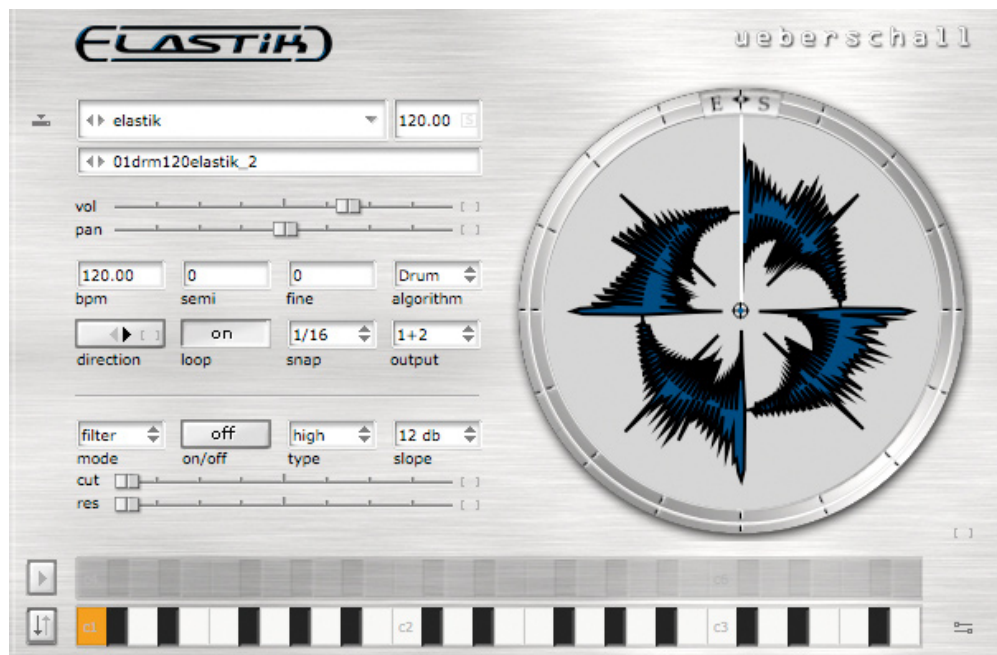 ELASTIK
ueberschall
E S
elastik 120.00 S
01drm120elastik_2
vol
pan
120.00 0 0 Drum
bpm semi fine algorithm
on 1/16 1+2
direction loop snap output
filter off high 12 db
mode on/off type slope
cut
res
c6
c1 c2 c3